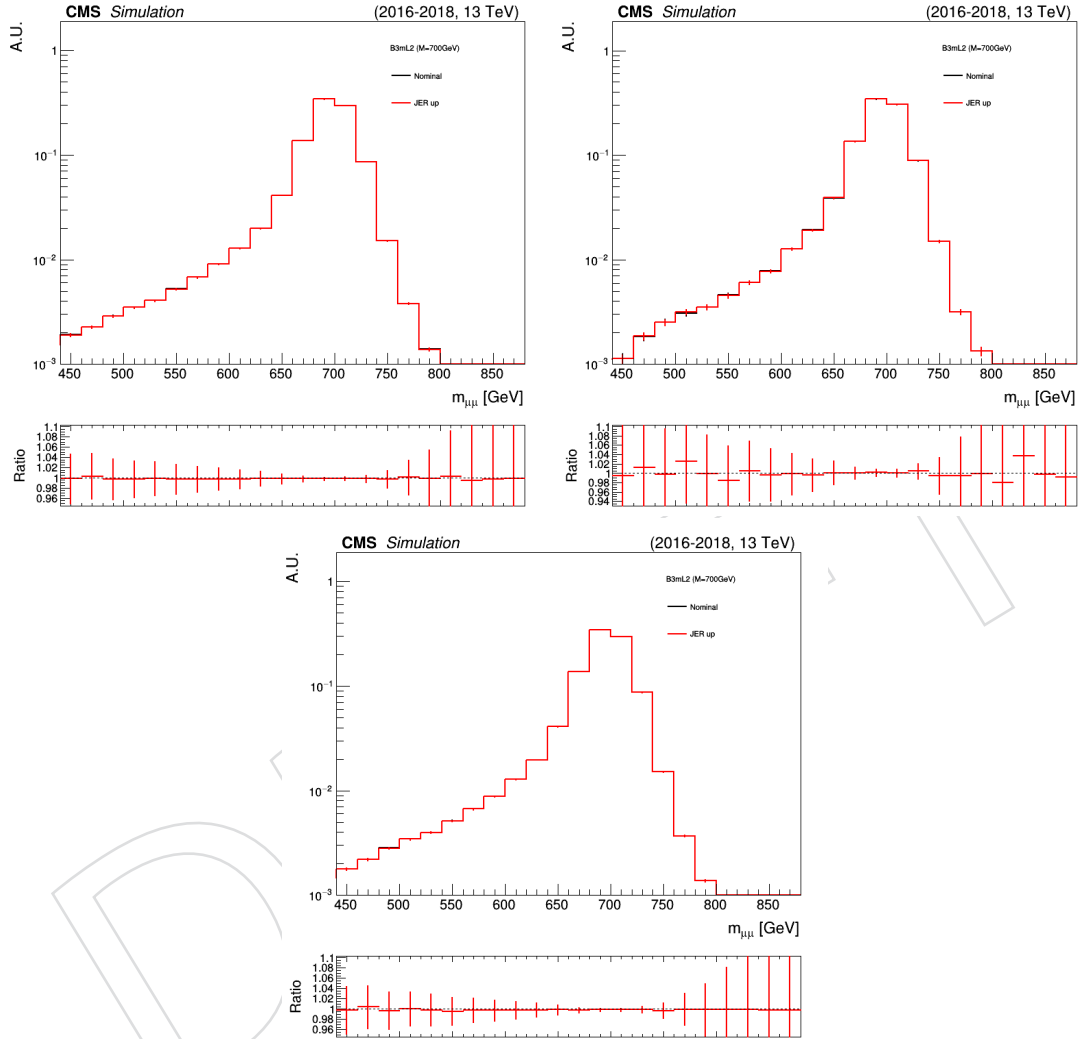 CMS Simulation (2016-2018, 13 TeV)
A.U.
B3mL2 (M=700GeV)
Nominal
JER up
1
10⁻¹
10⁻²
10⁻³
450 500 550 600 650 700 750 800 850
m_μμ [GeV]
Ratio
1.1
1.08
1.06
1.04
1.02
1
0.98
0.96
CMS Simulation (2016-2018, 13 TeV)
A.U.
B3mL2 (M=700GeV)
Nominal
JER up
1
10⁻¹
10⁻²
10⁻³
450 500 550 600 650 700 750 800 850
m_μμ [GeV]
Ratio
1.1
1.08
1.06
1.04
1.02
1.00
0.98
0.96
0.94
CMS Simulation (2016-2018, 13 TeV)
A.U.
B3mL2 (M=700GeV)
Nominal
JER up
1
10⁻¹
10⁻²
10⁻³
450 500 550 600 650 700 750 800 850
m_μμ [GeV]
Ratio
1.1
1.08
1.06
1.04
1.02
1
0.98
0.96